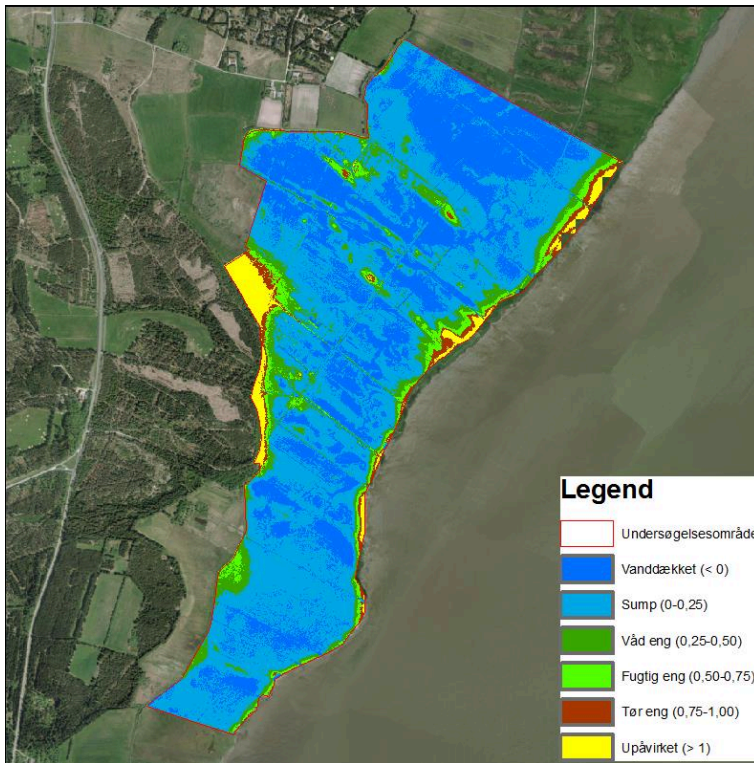 Legend
Undersøgelsesområde
Vanddækket (< 0)
Sump (0-0,25)
Våd eng (0,25-0,50)
Fugtig eng (0,50-0,75)
Tør eng (0,75-1,00)
Upåvirket (> 1)